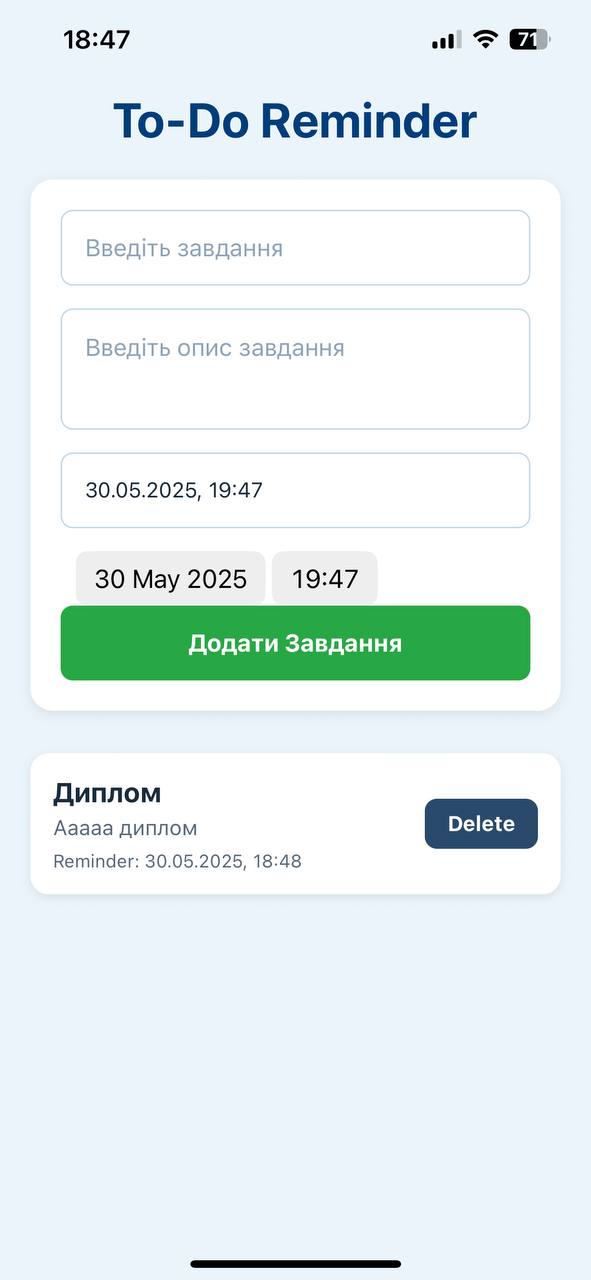 18:47
71
To-Do Reminder
Введіть завдання
Введіть опис завдання
30.05.2025, 19:47
30 May 2025 19:47
Додати Завдання
Диплом
Ааааа диплом
Reminder: 30.05.2025, 18:48
Delete